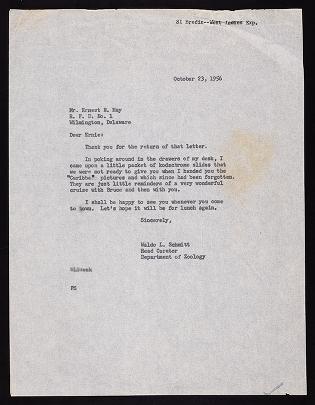 81 Bredin--West Indies Exp.
October 23, 1956
Mr. Ernest N. May
R. F. D. No. 1
Wilmington, Delaware
Dear Ernie:
Thank you for the return of that letter.
In poking around in the drawers of my desk, I
came upon a little packet of kodachrome slides that
we were not ready to give you when I handed you the
"Caribbe" pictures and which since had been forgotten.
They are just little reminders of a very wonderful
cruise with Bruce and then with you.
I shall be happy to see you whenever you come
to town. Let's hope it will be for lunch again.
Sincerely,
Waldo L. Schmitt
Head Curator
Department of Zoology
PS